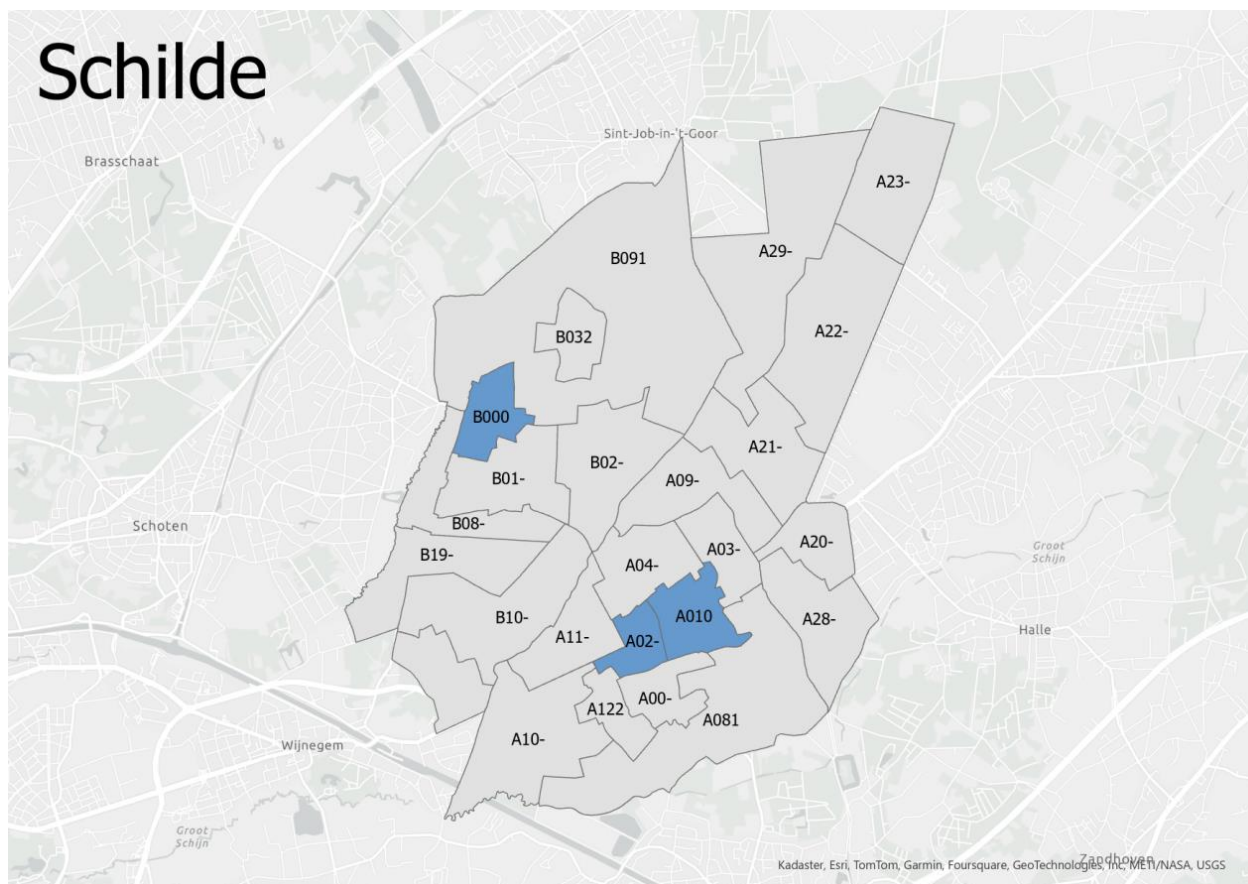 Schilde
Sint-Job-in-'t-Goor
Brasschaat
A23-
A29-
B091
A22-
B032
B000
A21-
B02-
B01-
A09-
Schoten
B08-
A20-
A03-
B19-
Groot
Schijn
A04-
B10-
A010
A28-
Halle
A11-
A02-
A00-
A122
A081
A10-
Wijnegem
Groot
Schijn
Zandhoven
Kadaster, Esri, TomTom, Garmin, Foursquare, GeoTechnologies, Inc, METI/NASA, USGS